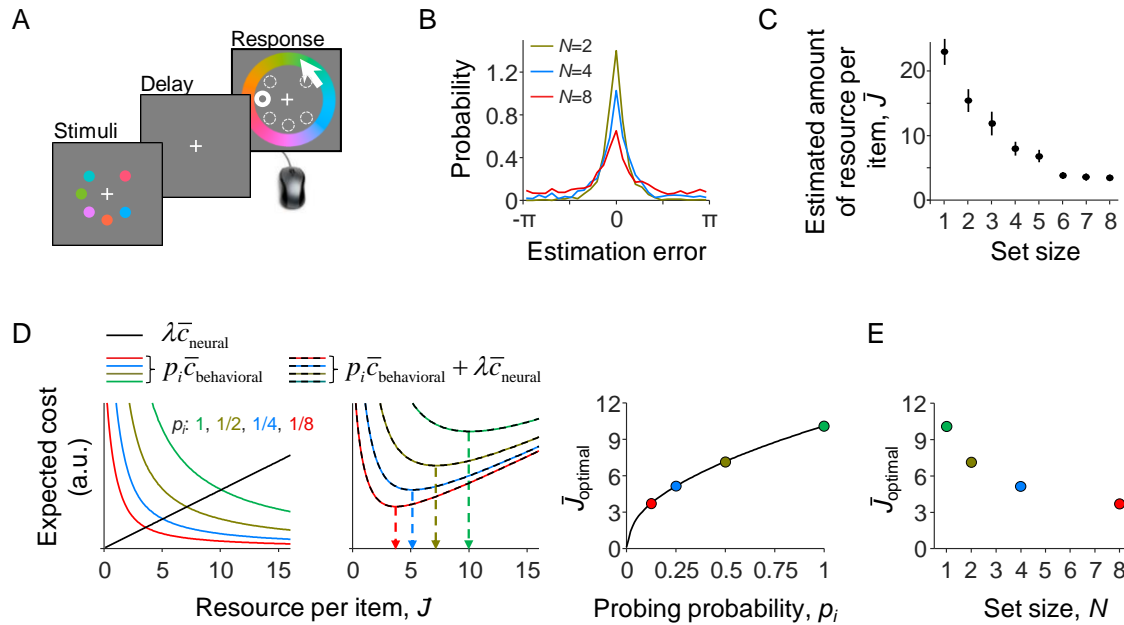 A
Stimuli
Delay
Response
B
Probability
1.2
0.6
0
-π
0
π
N=2
N=4
N=8
Estimation error
C
Estimated amount
of resource per
item, J̄
20
10
0
1 2 3 4 5 6 7 8
Set size
D
λc̄neural
pic̄behavioral
pic̄behavioral + λc̄neural
pi: 1, 1/2, 1/4, 1/8
Expected cost
(a.u.)
0 5 10 15
0 5 10 15
Resource per item, J̄
J̄optimal
12
9
6
3
0
0 0.25 0.5 0.75 1
Probing probability, pi
E
J̄optimal
12
9
6
3
0
1 2 3 4 5 6 7 8
Set size, N